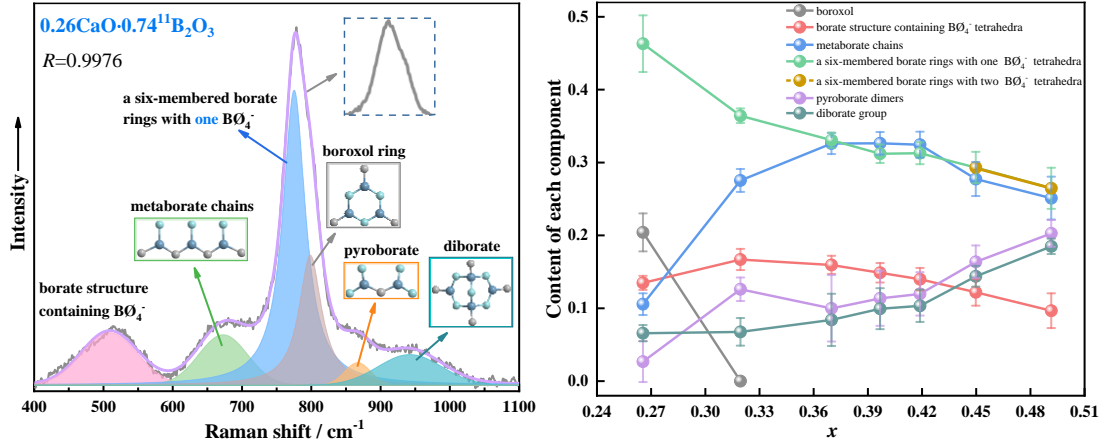 0.26CaO·0.74¹¹B₂O₃
R=0.9976
a six-membered borate
rings with one BØ₄⁻
boroxol ring
metaborate chains
pyroborate
diborate
borate structure
containing BØ₄⁻
Intensity
400 500 600 700 800 900 1000 1100
Raman shift / cm⁻¹
boroxol
borate structure containing BØ₄⁻ tetrahedra
metaborate chains
a six-membered borate rings with one BØ₄⁻ tetrahedra
a six-membered borate rings with two BØ₄⁻ tetrahedra
pyroborate dimers
diborate group
Content of each component
0.5
0.4
0.3
0.2
0.1
0.0
0.24 0.27 0.30 0.33 0.36 0.39 0.42 0.45 0.48 0.51
x